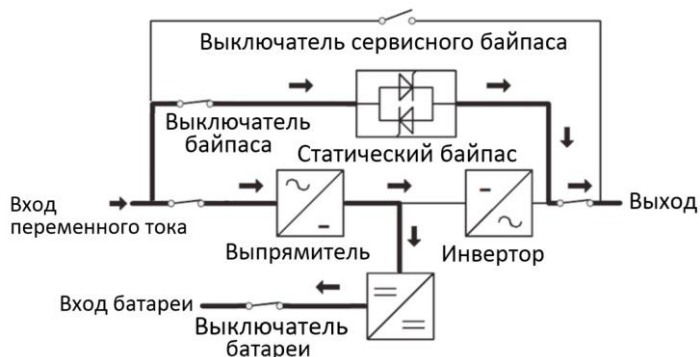 Выключатель сервисного байпаса
Выключатель
байпаса
Статический байпас
Вход
переменного тока
Выпрямитель
Инвертор
Выход
Вход батареи
Выключатель
батареи